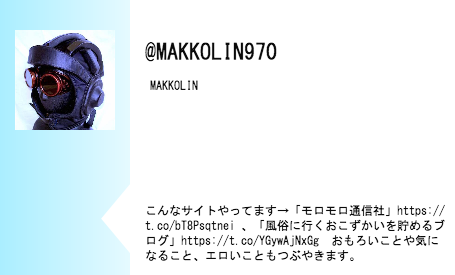 @MAKKOLIN970
MAKKOLIN
こんなサイトやってます→「モロモロ通信社」https://
t.co/bT8Psqtnei 、「風俗に行くおこずかいを貯めるブ
ログ」https://t.co/YGywAjNxGg　おもろいことや気に
なること、エロいこともつぶやきます。